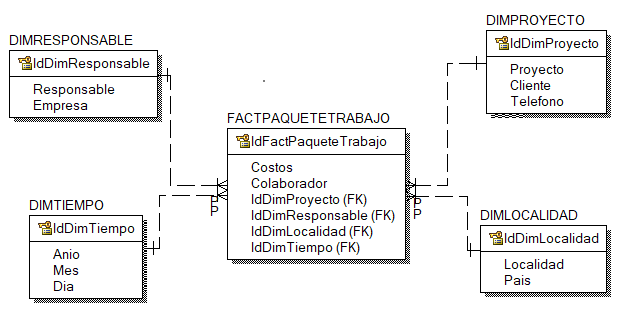 DIMRESPONSABLE
IdDimResponsable
Responsable
Empresa
DIMPROYECTO
IdDimProyecto
Proyecto
Cliente
Telefono
FACTPAQUETETRABAJO
IdFactPaqueteTrabajo
Costos
Colaborador
IdDimProyecto (FK)
IdDimResponsable (FK)
IdDimLocalidad (FK)
IdDimTiempo (FK)
P
P
P
P
DIMTIEMPO
IdDimTiempo
Anio
Mes
Dia
DIMLOCALIDAD
IdDimLocalidad
Localidad
Pais